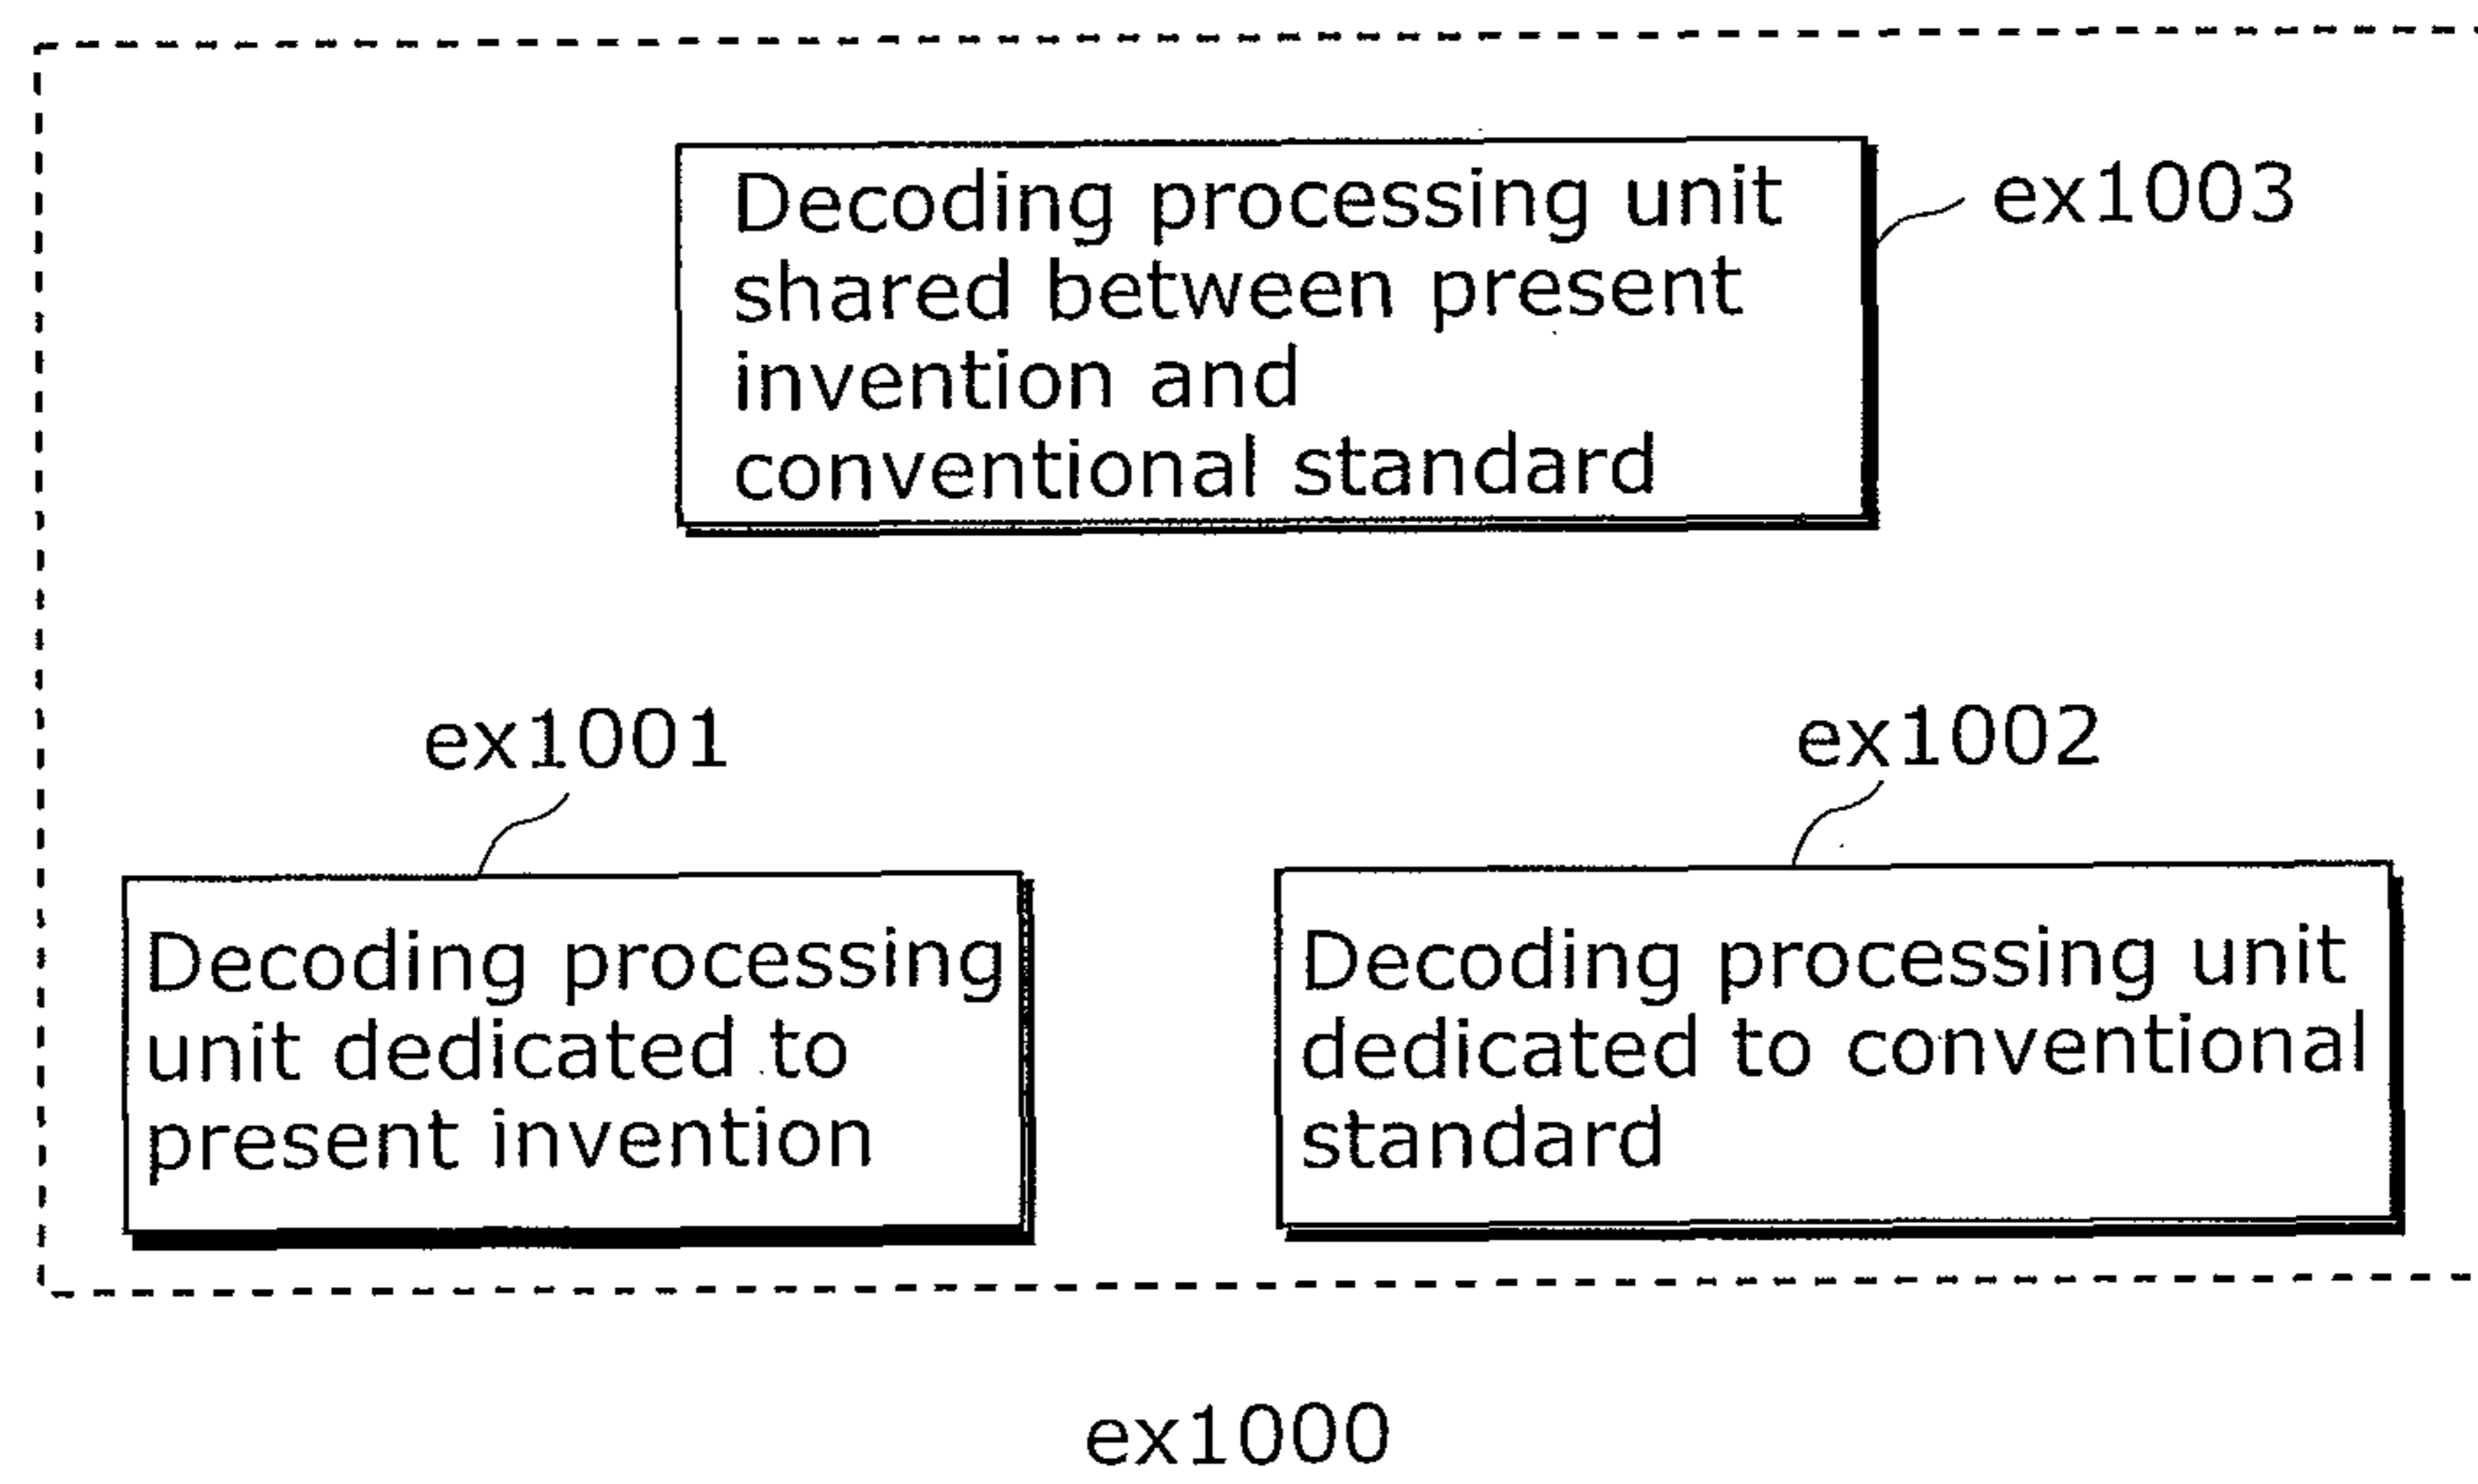 Decoding processing unit
shared between present
invention and
conventional standard
ex1003
ex1001
ex1002
Decoding processing
unit dedicated to
present invention
Decoding processing unit
dedicated to conventional
standard
ex1000